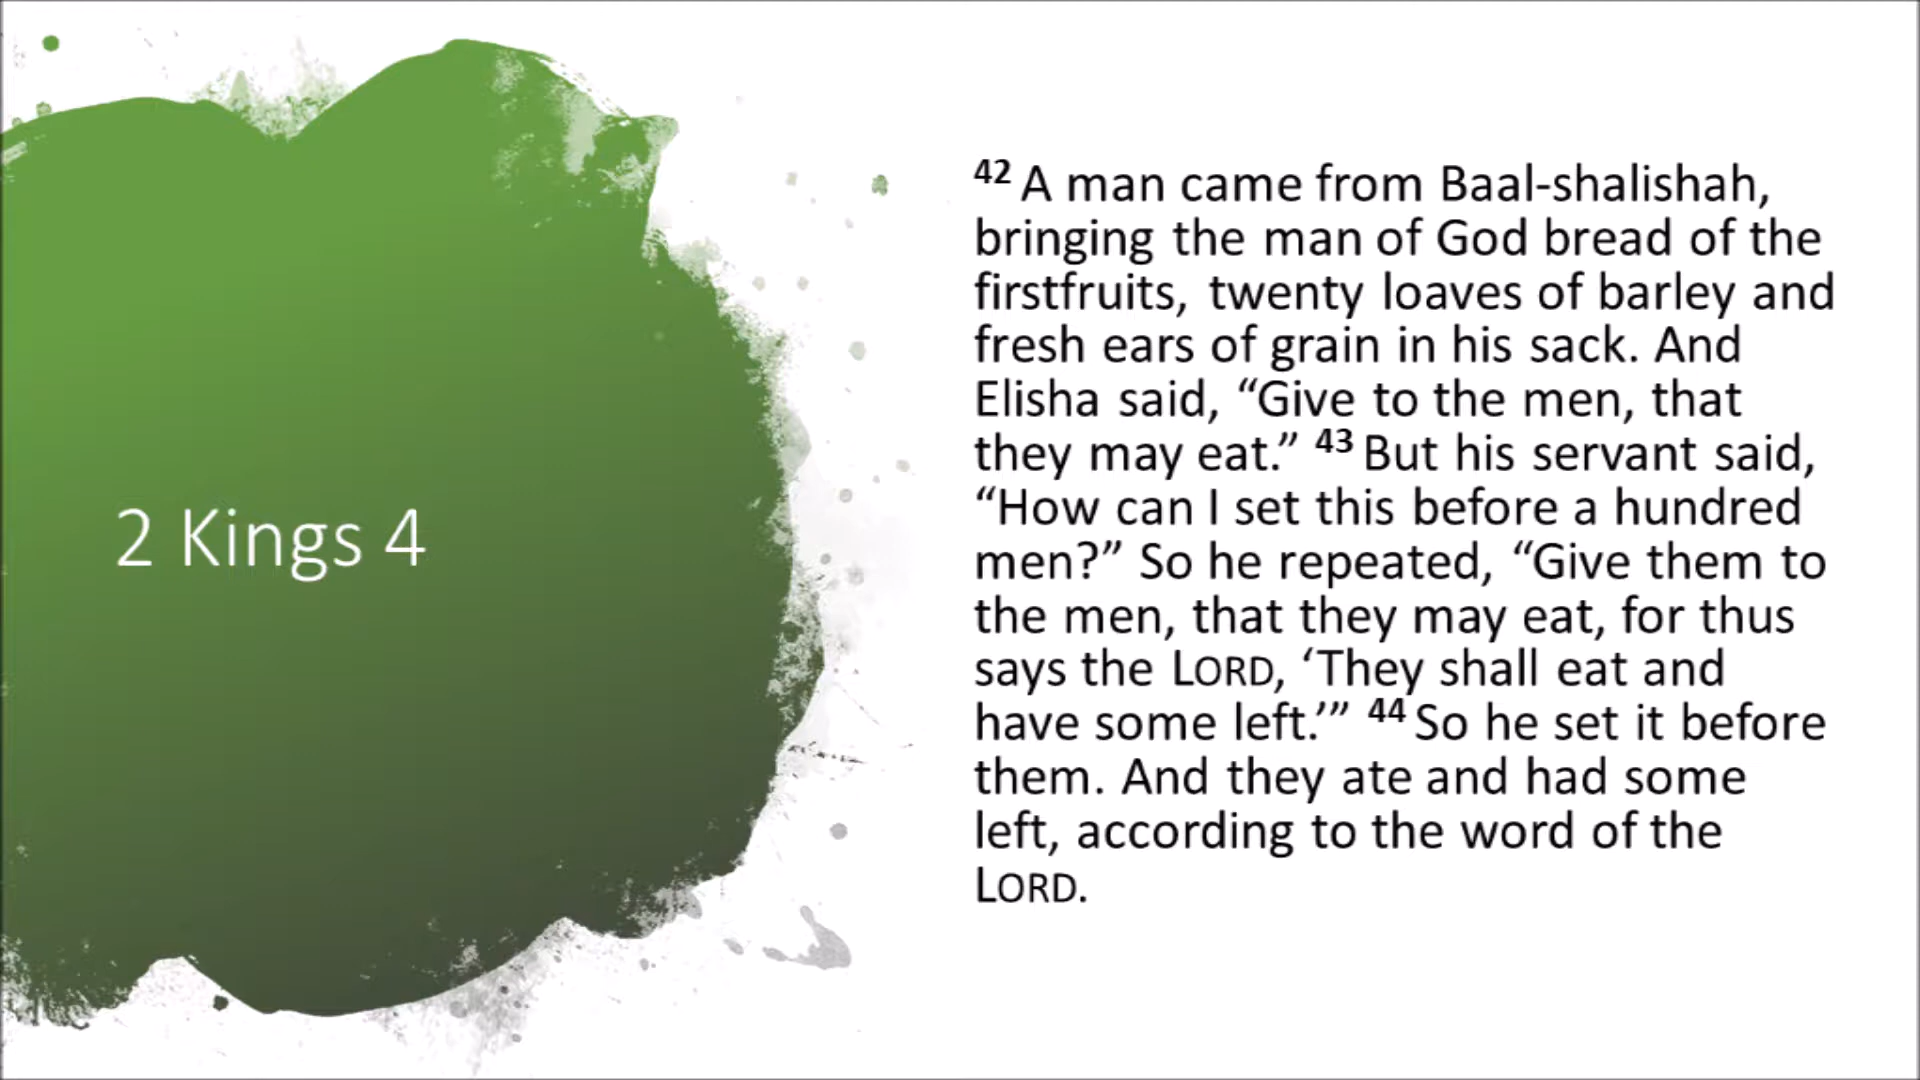 2 Kings 4
42 A man came from Baal-shalishah,
bringing the man of God bread of the
firstfruits, twenty loaves of barley and
fresh ears of grain in his sack. And
Elisha said, “Give to the men, that
they may eat.” 43 But his servant said,
“How can I set this before a hundred
men?” So he repeated, “Give them to
the men, that they may eat, for thus
says the LORD, ‘They shall eat and
have some left.’” 44 So he set it before
them. And they ate and had some
left, according to the word of the
LORD.